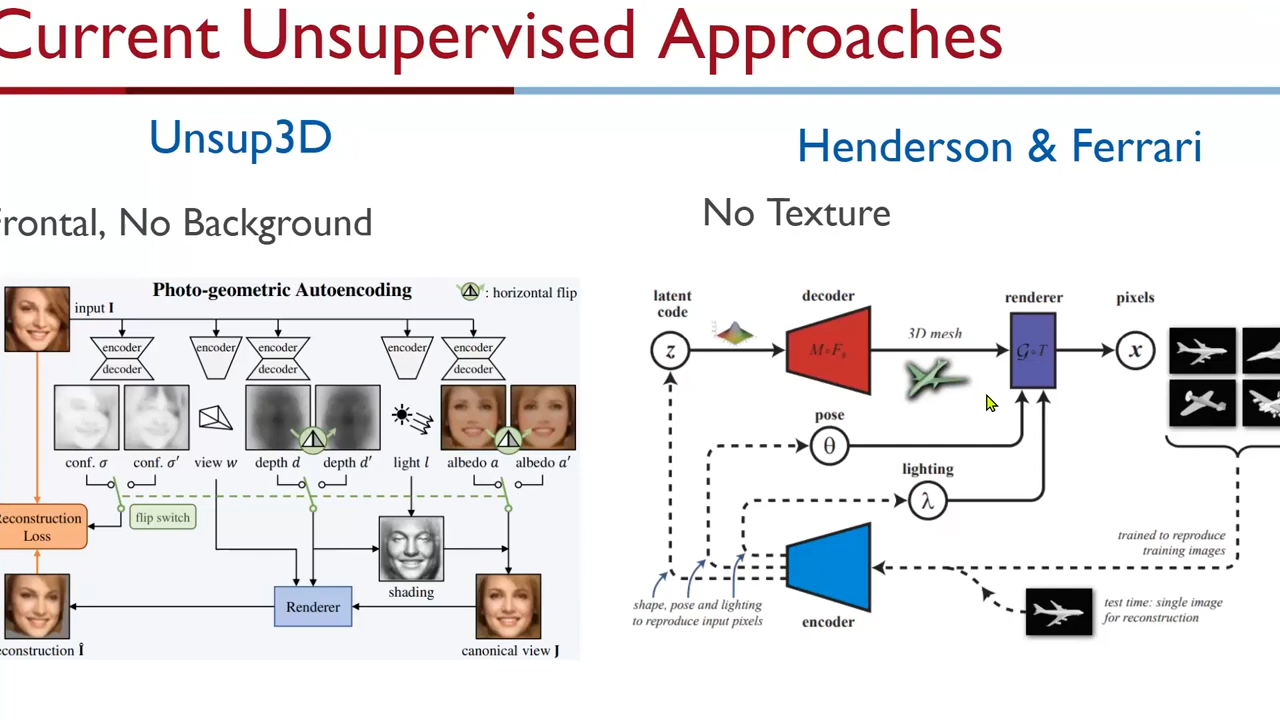 Current Unsupervised Approaches
Unsup3D
Henderson & Ferrari
Frontal, No Background
No Texture
Photo-geometric Autoencoding
: horizontal flip
input I
encoder
decoder
encoder
encoder
decoder
encoder
encoder
decoder
conf. σ
conf. σ′
view w
depth d
depth d′
light l
albedo a
albedo a′
flip switch
Reconstruction
Loss
shading
Renderer
reconstruction Î
canonical view J
latent
code
decoder
renderer
pixels
z
M∘Fϕ
3D mesh
G∘T
x
pose
θ
lighting
λ
trained to reproduce
training images
shape, pose and lighting
to reproduce input pixels
encoder
test time: single image
for reconstruction